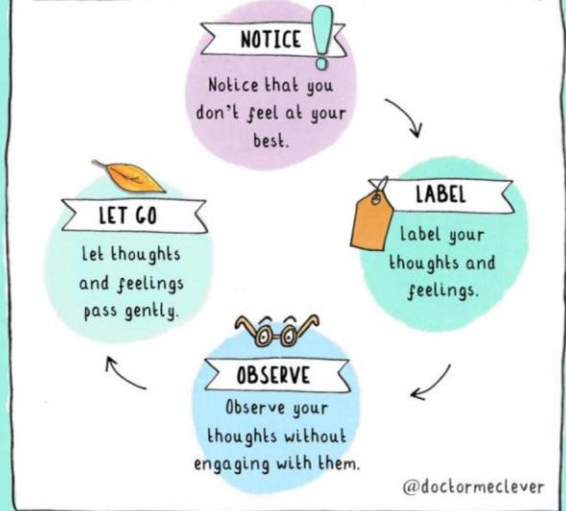 NOTICE
Notice that you
don't feel at your
best.
LABEL
Label your
thoughts and
feelings.
OBSERVE
Observe your
thoughts without
engaging with them.
LET GO
Let thoughts
and feelings
pass gently.
@doctormeclever